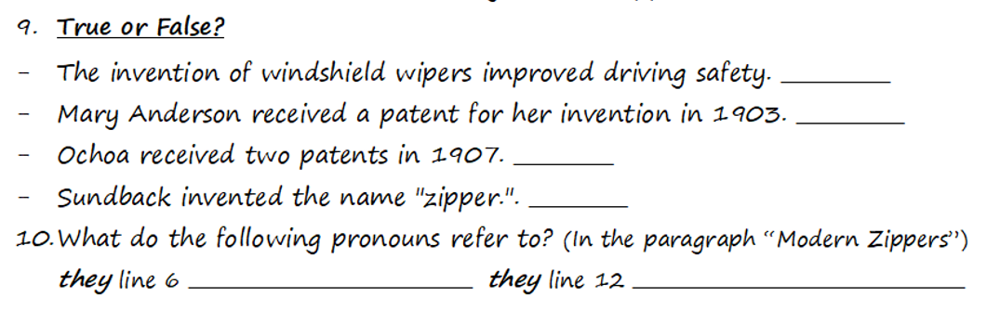 9. True or False?
- The invention of windshield wipers improved driving safety. ________
- Mary Anderson received a patent for her invention in 1903. ________
- Ochoa received two patents in 1907. ________
- Sundback invented the name "zipper.". ________
10. What do the following pronouns refer to? (In the paragraph “Modern Zippers”)
they line 6 ____________________ they line 12 ________________________